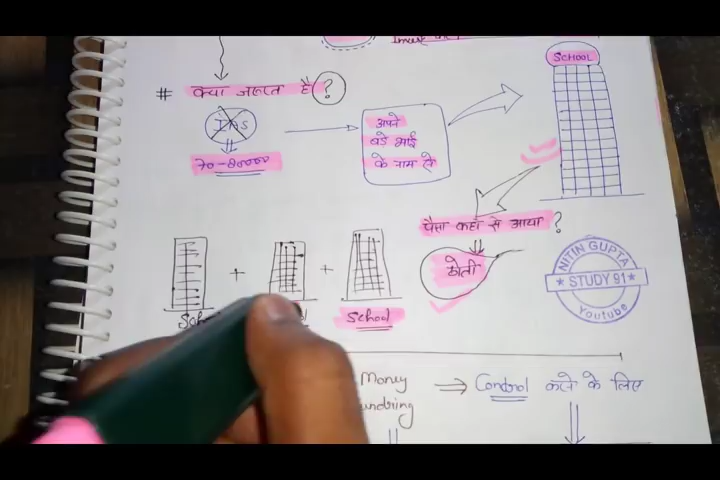 SCHOOL
# क्या जरूरत है ?
IAS
70-80000
अपने
बडे भाई
के नाम से
पैसा कहाँ से आया ?
खेती
NITIN GUPTA
* STUDY 91 *
Youtube
+ +
School
Money ⇒ Control करने के लिए